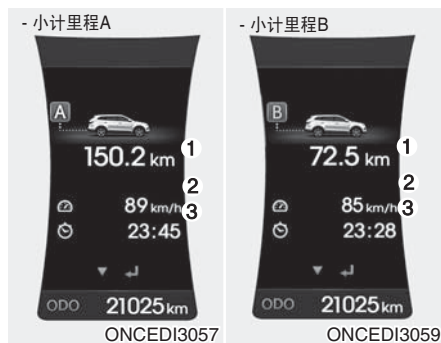 - 小计里程A
A
150.2 km
1
2
89 km/h
3
23:45
ODO 21025 km
ONCEDI3057
- 小计里程B
B
72.5 km
1
2
85 km/h
3
23:28
ODO 21025 km
ONCEDI3059